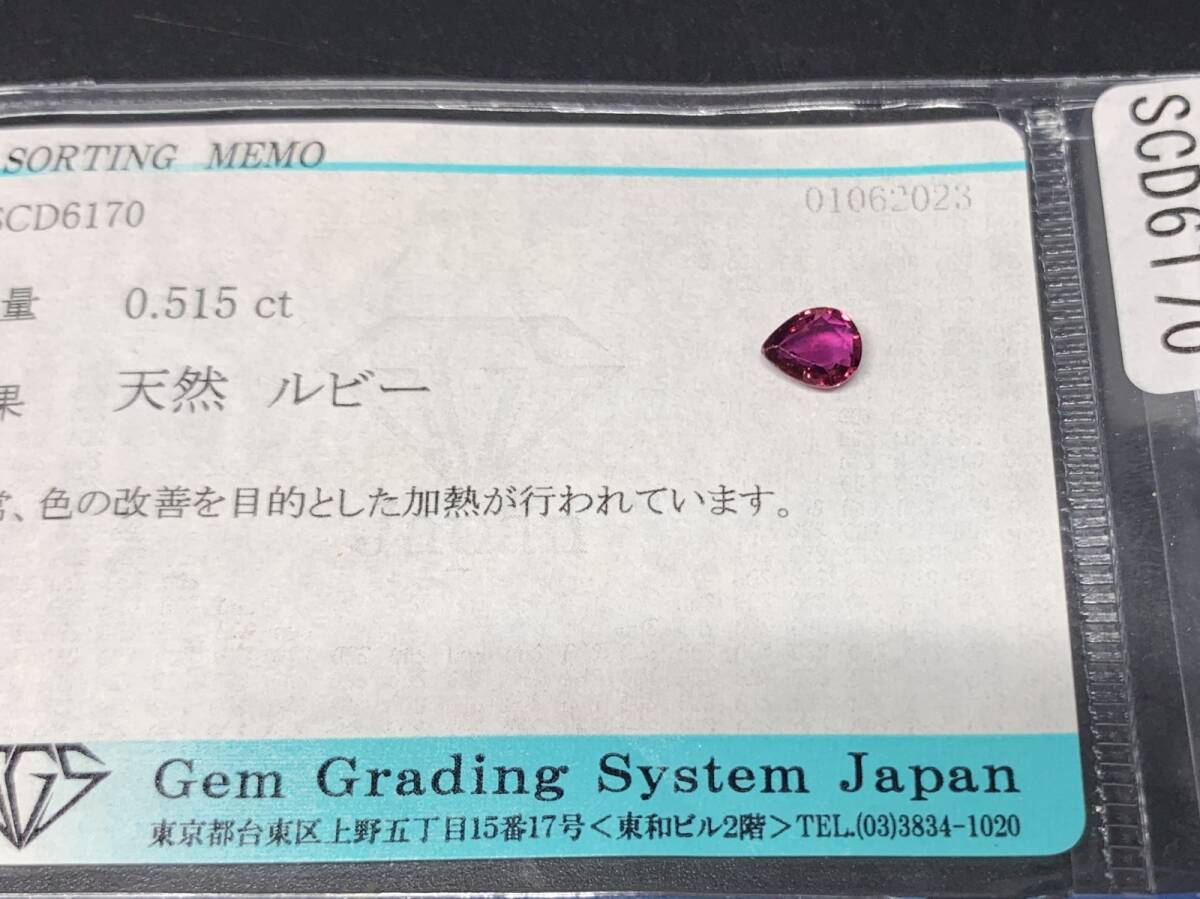 SORTING MEMO
SCD6170
01062023
量 0.515 ct
果 天然 ルビー
常、色の改善を目的とした加熱が行われています。
GS
Gem Grading System Japan
東京都台東区上野五丁目15番17号<東和ビル2階>TEL.(03)3834-1020
SCD6170